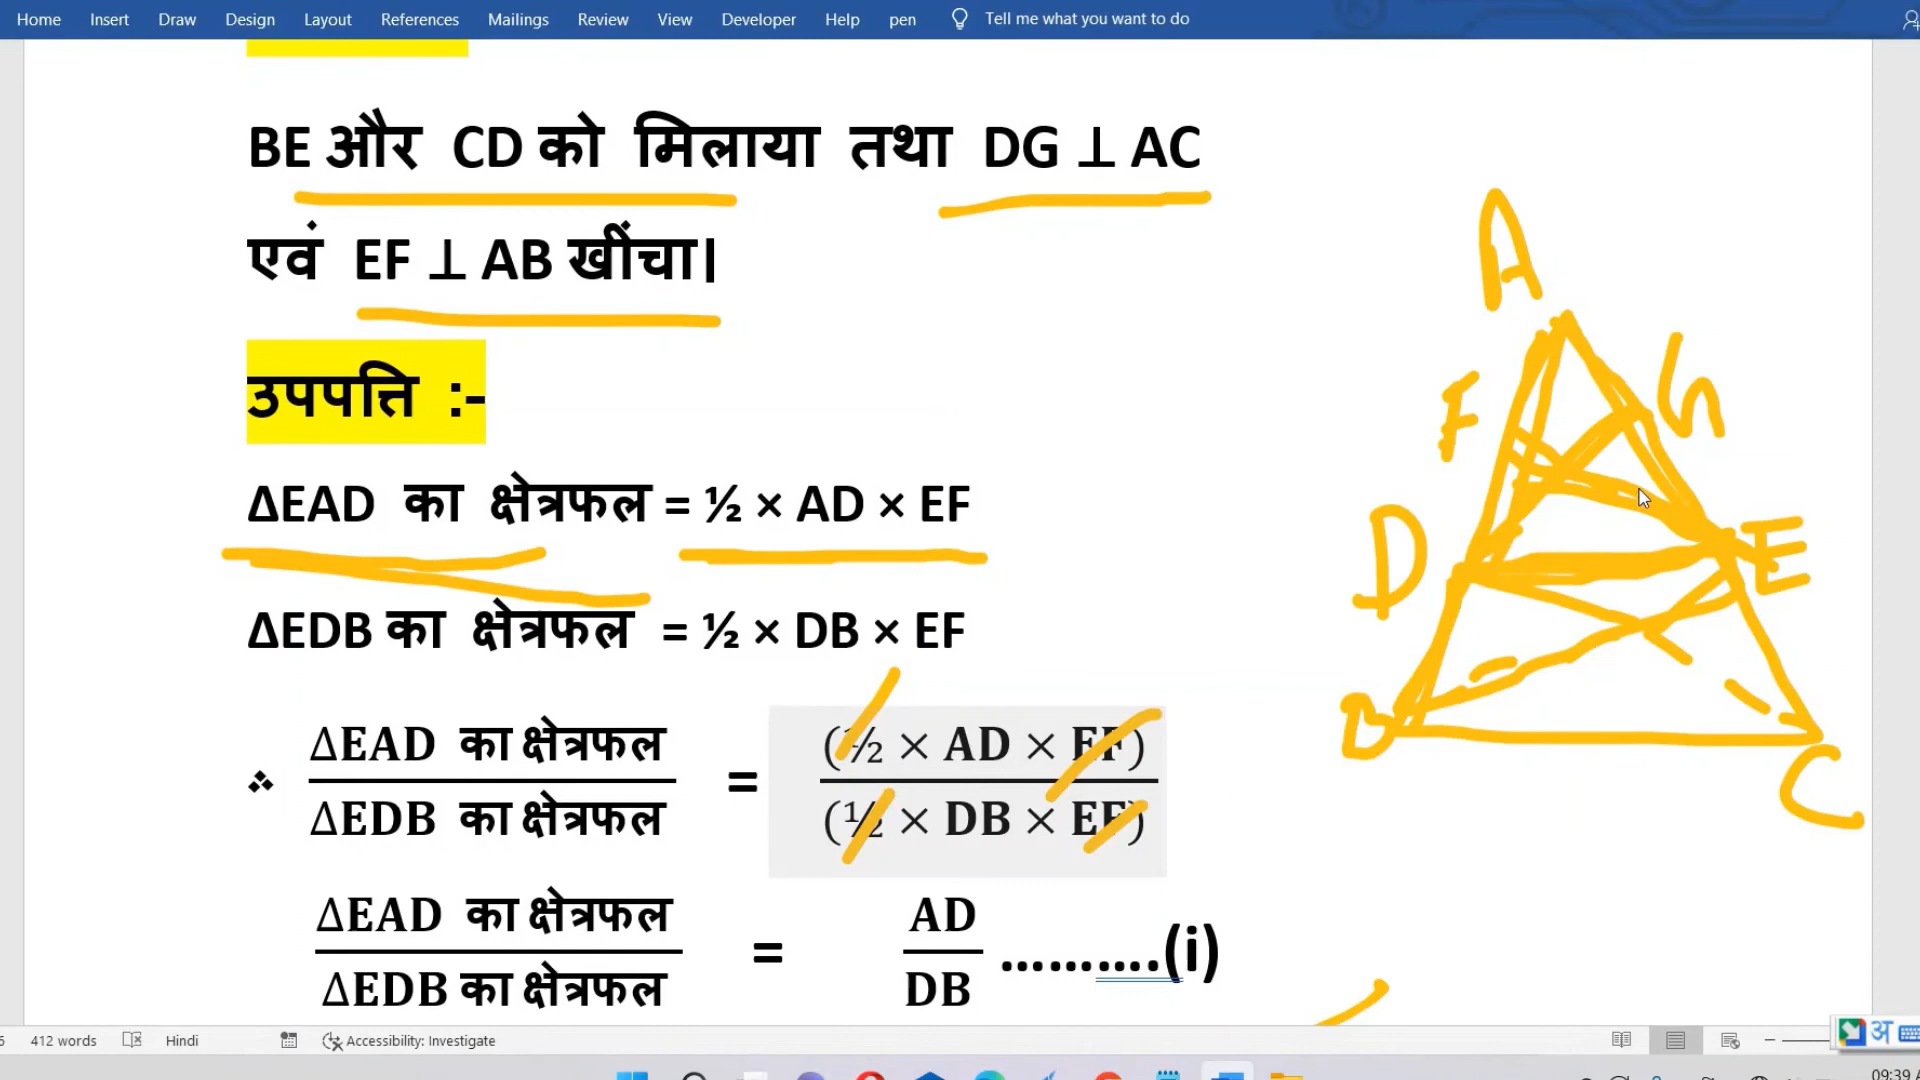 Home Insert Draw Design Layout References Mailings Review View Developer Help pen Tell me what you want to do
BE और CD को मिलाया तथा DG ⊥ AC
एवं EF ⊥ AB खींचा।
उपपत्ति :-
ΔEAD का क्षेत्रफल = ½ × AD × EF
ΔEDB का क्षेत्रफल = ½ × DB × EF
❖ ΔEAD का क्षेत्रफल / ΔEDB का क्षेत्रफल = (½ × AD × EF) / (½ × DB × EF)
ΔEAD का क्षेत्रफल / ΔEDB का क्षेत्रफल = AD / DB ..........(i)
A
F G
D E
B C
412 words Hindi Accessibility: Investigate
अ
09:39